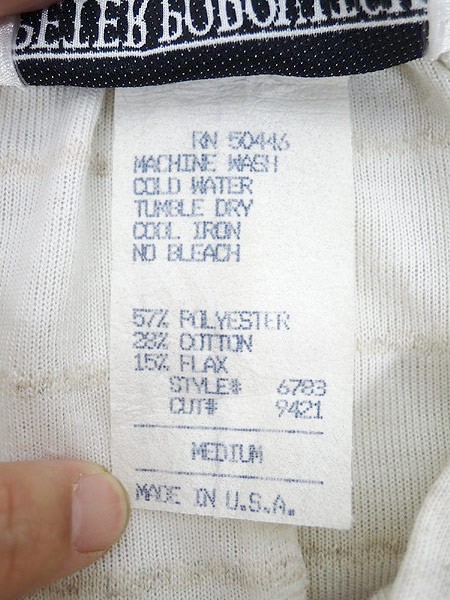 RN 50446
MACHINE WASH
COLD WATER
TUMBLE DRY
COOL IRON
NO BLEACH
57% POLYESTER
28% COTTON
15% FLAX
STYLE# 6783
CUT# 9421
MEDIUM
MADE IN U.S.A.